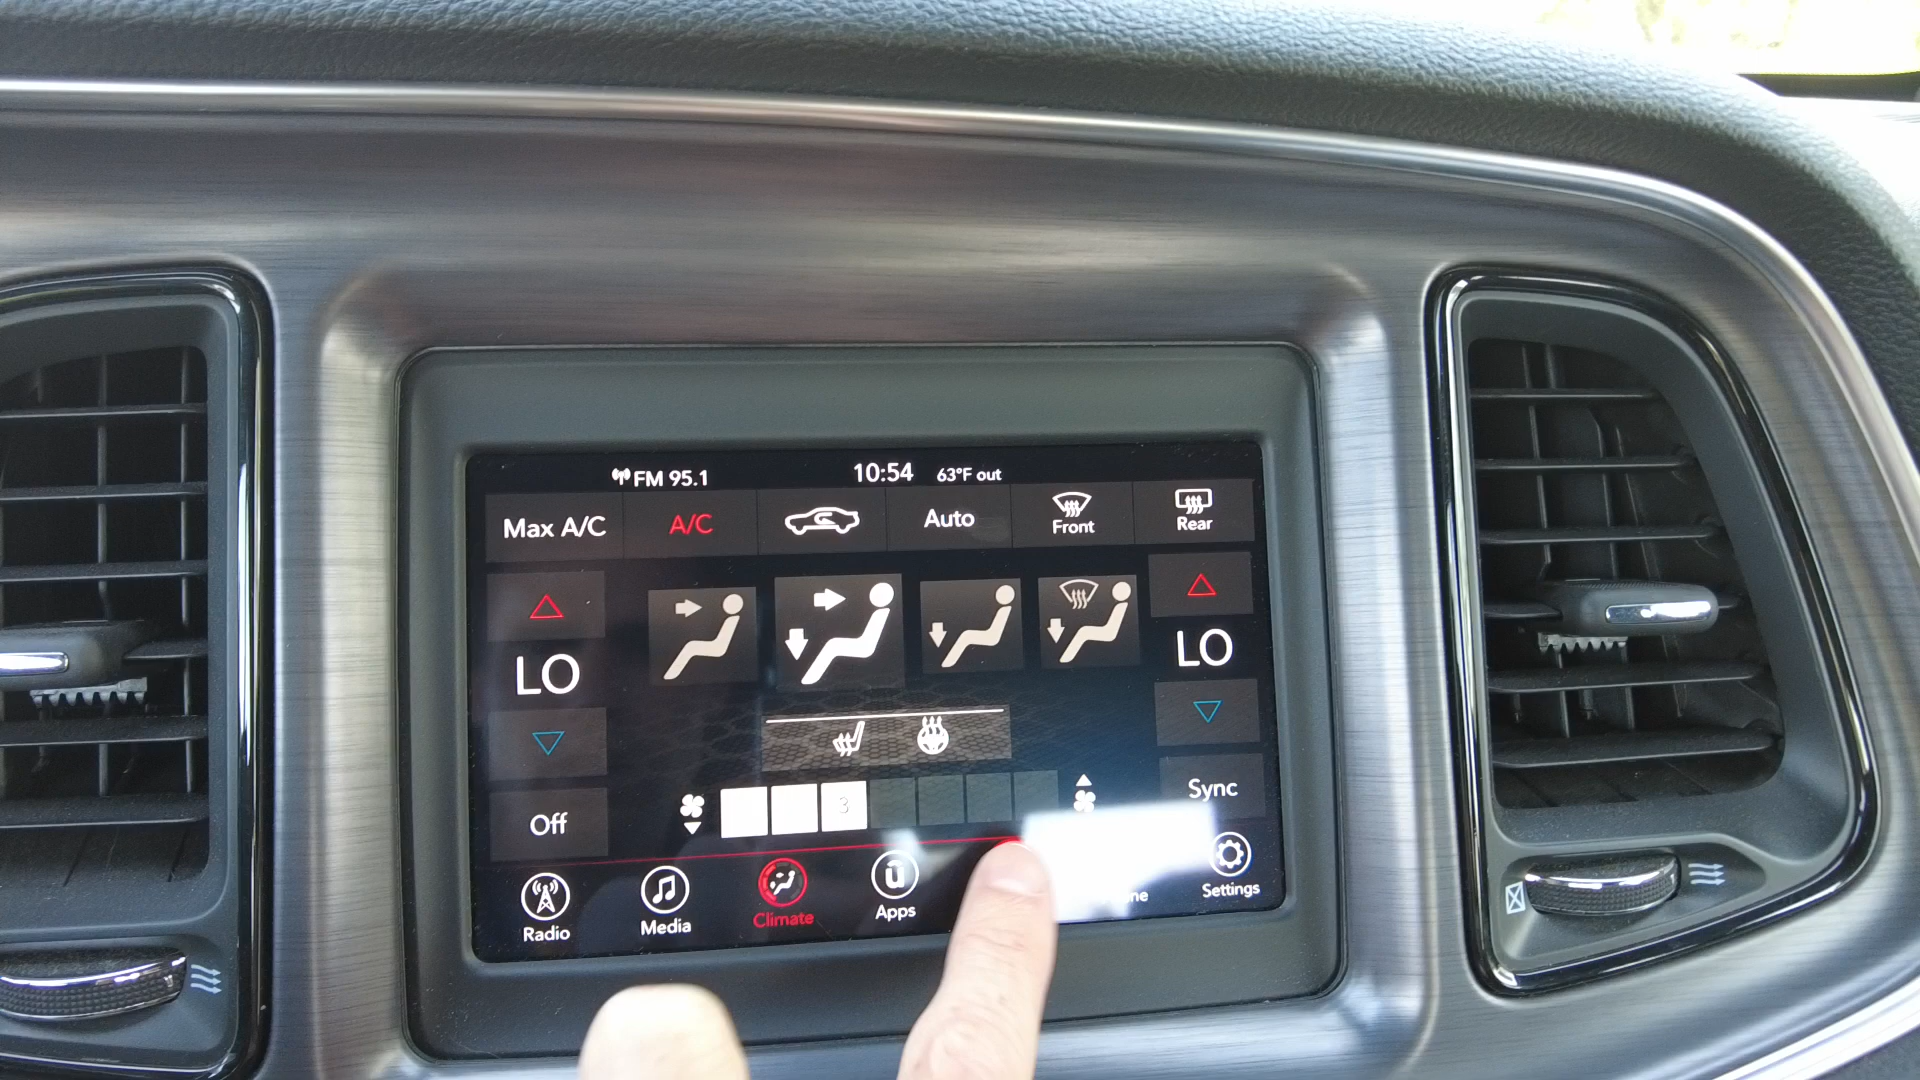 FM 95.1 10:54 63°F out
Max A/C A/C Auto Front Rear
LO LO
3
Off Sync
Radio Media Climate Apps Settings